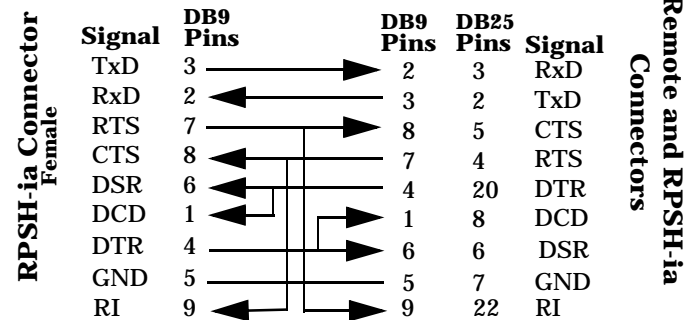 RPSH-ia Connector
Female
Signal DB9 Pins DB9 Pins DB25 Pins Signal
TxD 3 2 3 RxD
RxD 2 3 2 TxD
RTS 7 8 5 CTS
CTS 8 7 4 RTS
DSR 6 4 20 DTR
DCD 1 1 8 DCD
DTR 4 6 6 DSR
GND 5 5 7 GND
RI 9 9 22 RI
Remote and RPSH-ia
Connectors